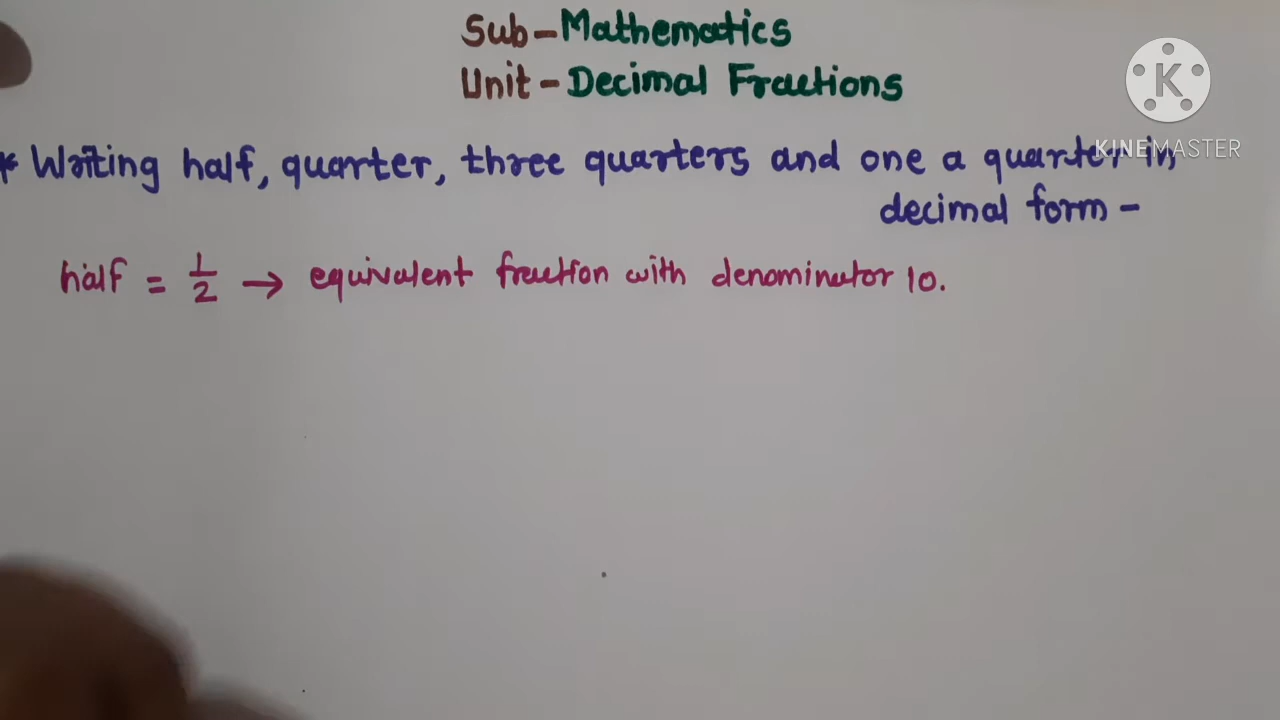 Sub-Mathematics
Unit-Decimal Fractions
* Writing half, quarter, three quarters and one a quarter in
decimal form -
half = 1/2 → equivalent fraction with denominator 10.
K
KINEMASTER